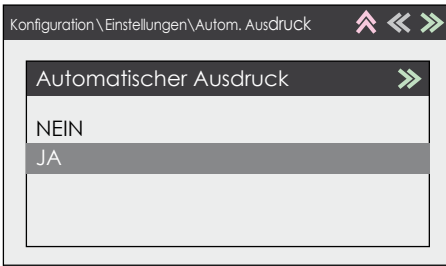 Konfiguration\Einstellungen\Autom. Ausdruck
Automatischer Ausdruck
NEIN
JA